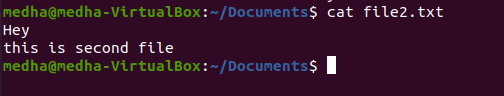 medha@medha-VirtualBox:~/Documents$ cat file2.txt
Hey
this is second file
medha@medha-VirtualBox:~/Documents$